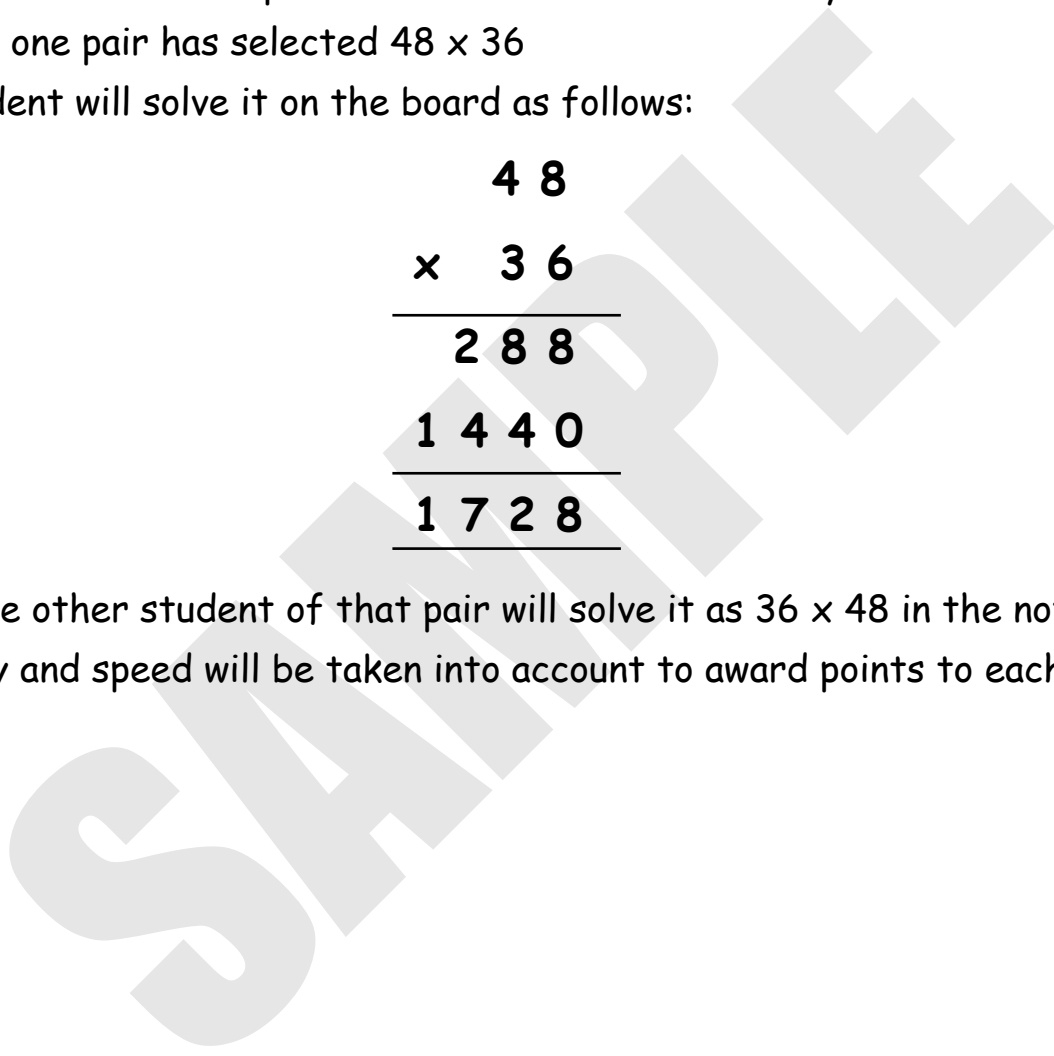 one pair has selected 48 x 36
will solve it on the board as follows:
4 8
x 3 6
2 8 8
1 4 4 0
1 7 2 8
other student of that pair will solve it as 36 x 48 in the
and speed will be taken into account to award points to each
SAMPLE